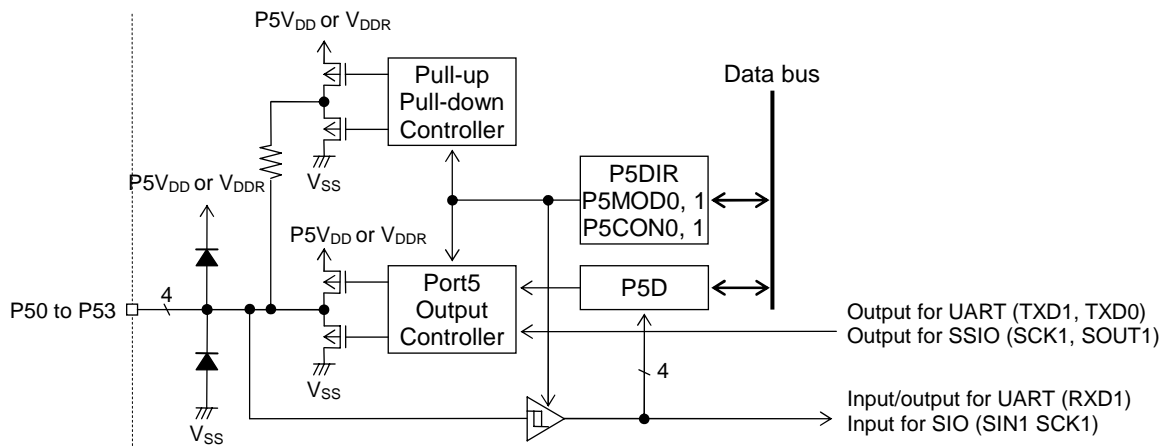 P5VDD or VDDR
Pull-up
Pull-down
Controller
Data bus
VSS
P5DIR
P5MOD0, 1
P5CON0, 1
P5VDD or VDDR
P5VDD or VDDR
Port5
Output
Controller
P5D
P50 to P53
4
Output for UART (TXD1, TXD0)
Output for SSIO (SCK1, SOUT1)
VSS
4
Input/output for UART (RXD1)
Input for SIO (SIN1 SCK1)
VSS